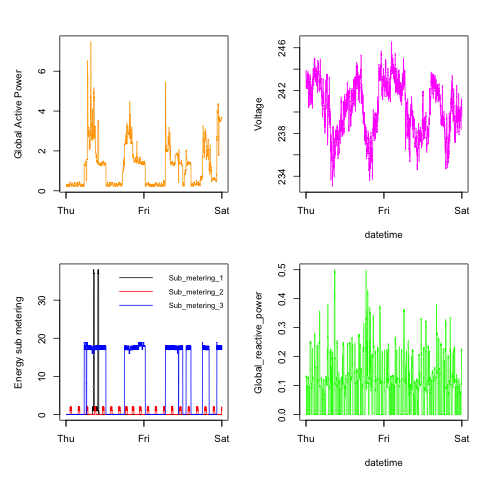 Global Active Power
0 2 4 6
Thu Fri Sat
Voltage
234 238 242 246
Thu Fri Sat
datetime
Energy sub metering
0 10 20 30
Sub_metering_1
Sub_metering_2
Sub_metering_3
Thu Fri Sat
Global_reactive_power
0.0 0.1 0.2 0.3 0.4 0.5
Thu Fri Sat
datetime